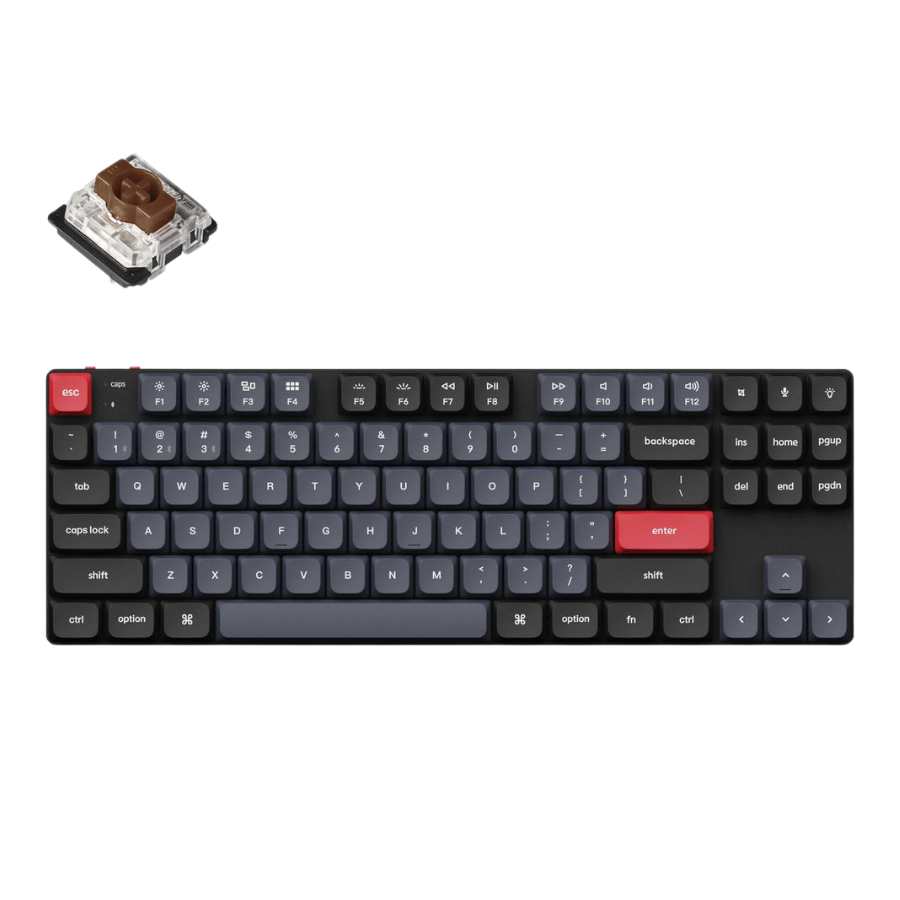 esc caps F1 F2 F3 F4 F5 F6 F7 F8 F9 F10 F11 F12
~ ! @ # $ % ^ & * ( ) — + backspace ins home pgup
1 2 3 4 5 6 7 8 9 0 - =
tab Q W E R T Y U I O P { } | del end pgdn
[ ] \
caps lock A S D F G H J K L : " enter
; ,
shift Z X C V B N M < > ? shift ^
, . /
ctrl option ⌘ ⌘ option fn ctrl